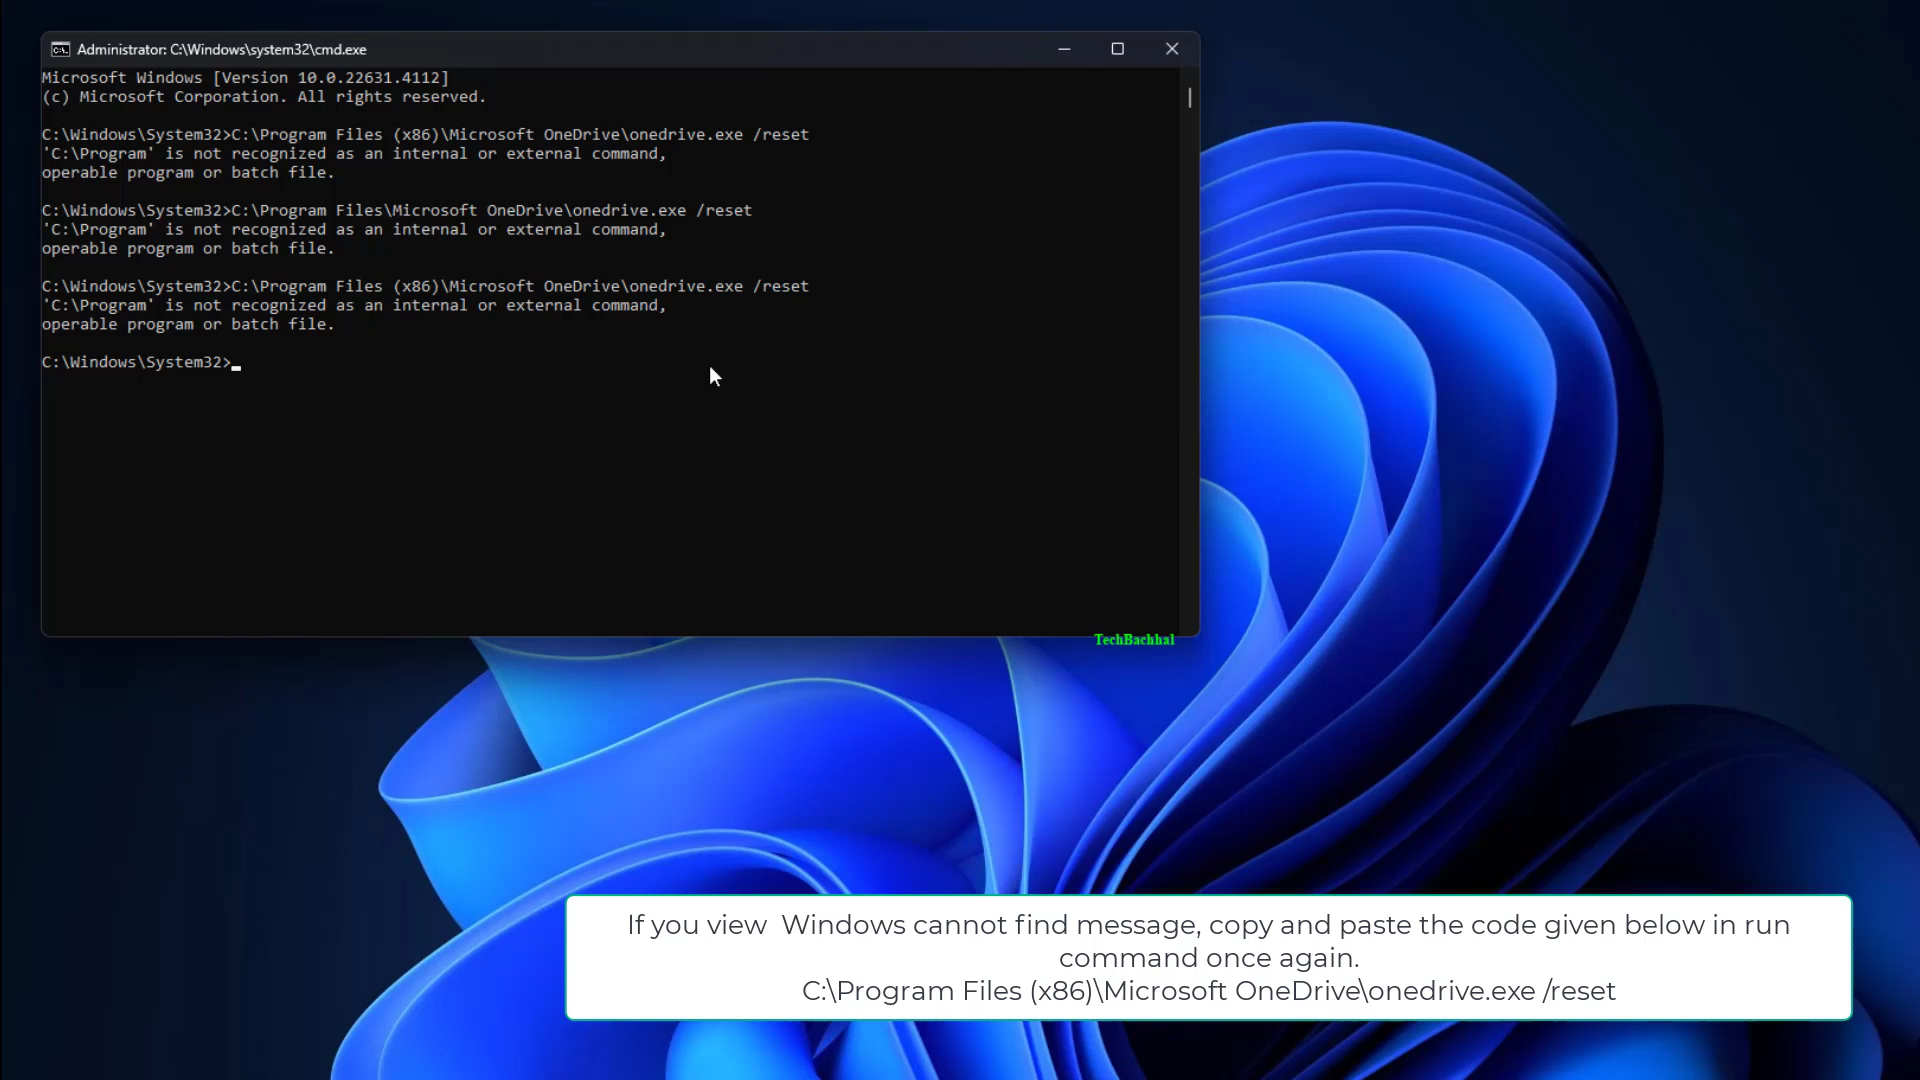 Administrator: C:\Windows\system32\cmd.exe
Microsoft Windows [Version 10.0.22631.4112]
(c) Microsoft Corporation. All rights reserved.
C:\Windows\System32>C:\Program Files (x86)\Microsoft OneDrive\onedrive.exe /reset
'C:\Program' is not recognized as an internal or external command,
operable program or batch file.
C:\Windows\System32>C:\Program Files\Microsoft OneDrive\onedrive.exe /reset
'C:\Program' is not recognized as an internal or external command,
operable program or batch file.
C:\Windows\System32>C:\Program Files (x86)\Microsoft OneDrive\onedrive.exe /reset
'C:\Program' is not recognized as an internal or external command,
operable program or batch file.
C:\Windows\System32>
TechBachhal
If you view  Windows cannot find message, copy and paste the code given below in run
command once again.
C:\Program Files (x86)\Microsoft OneDrive\onedrive.exe /reset